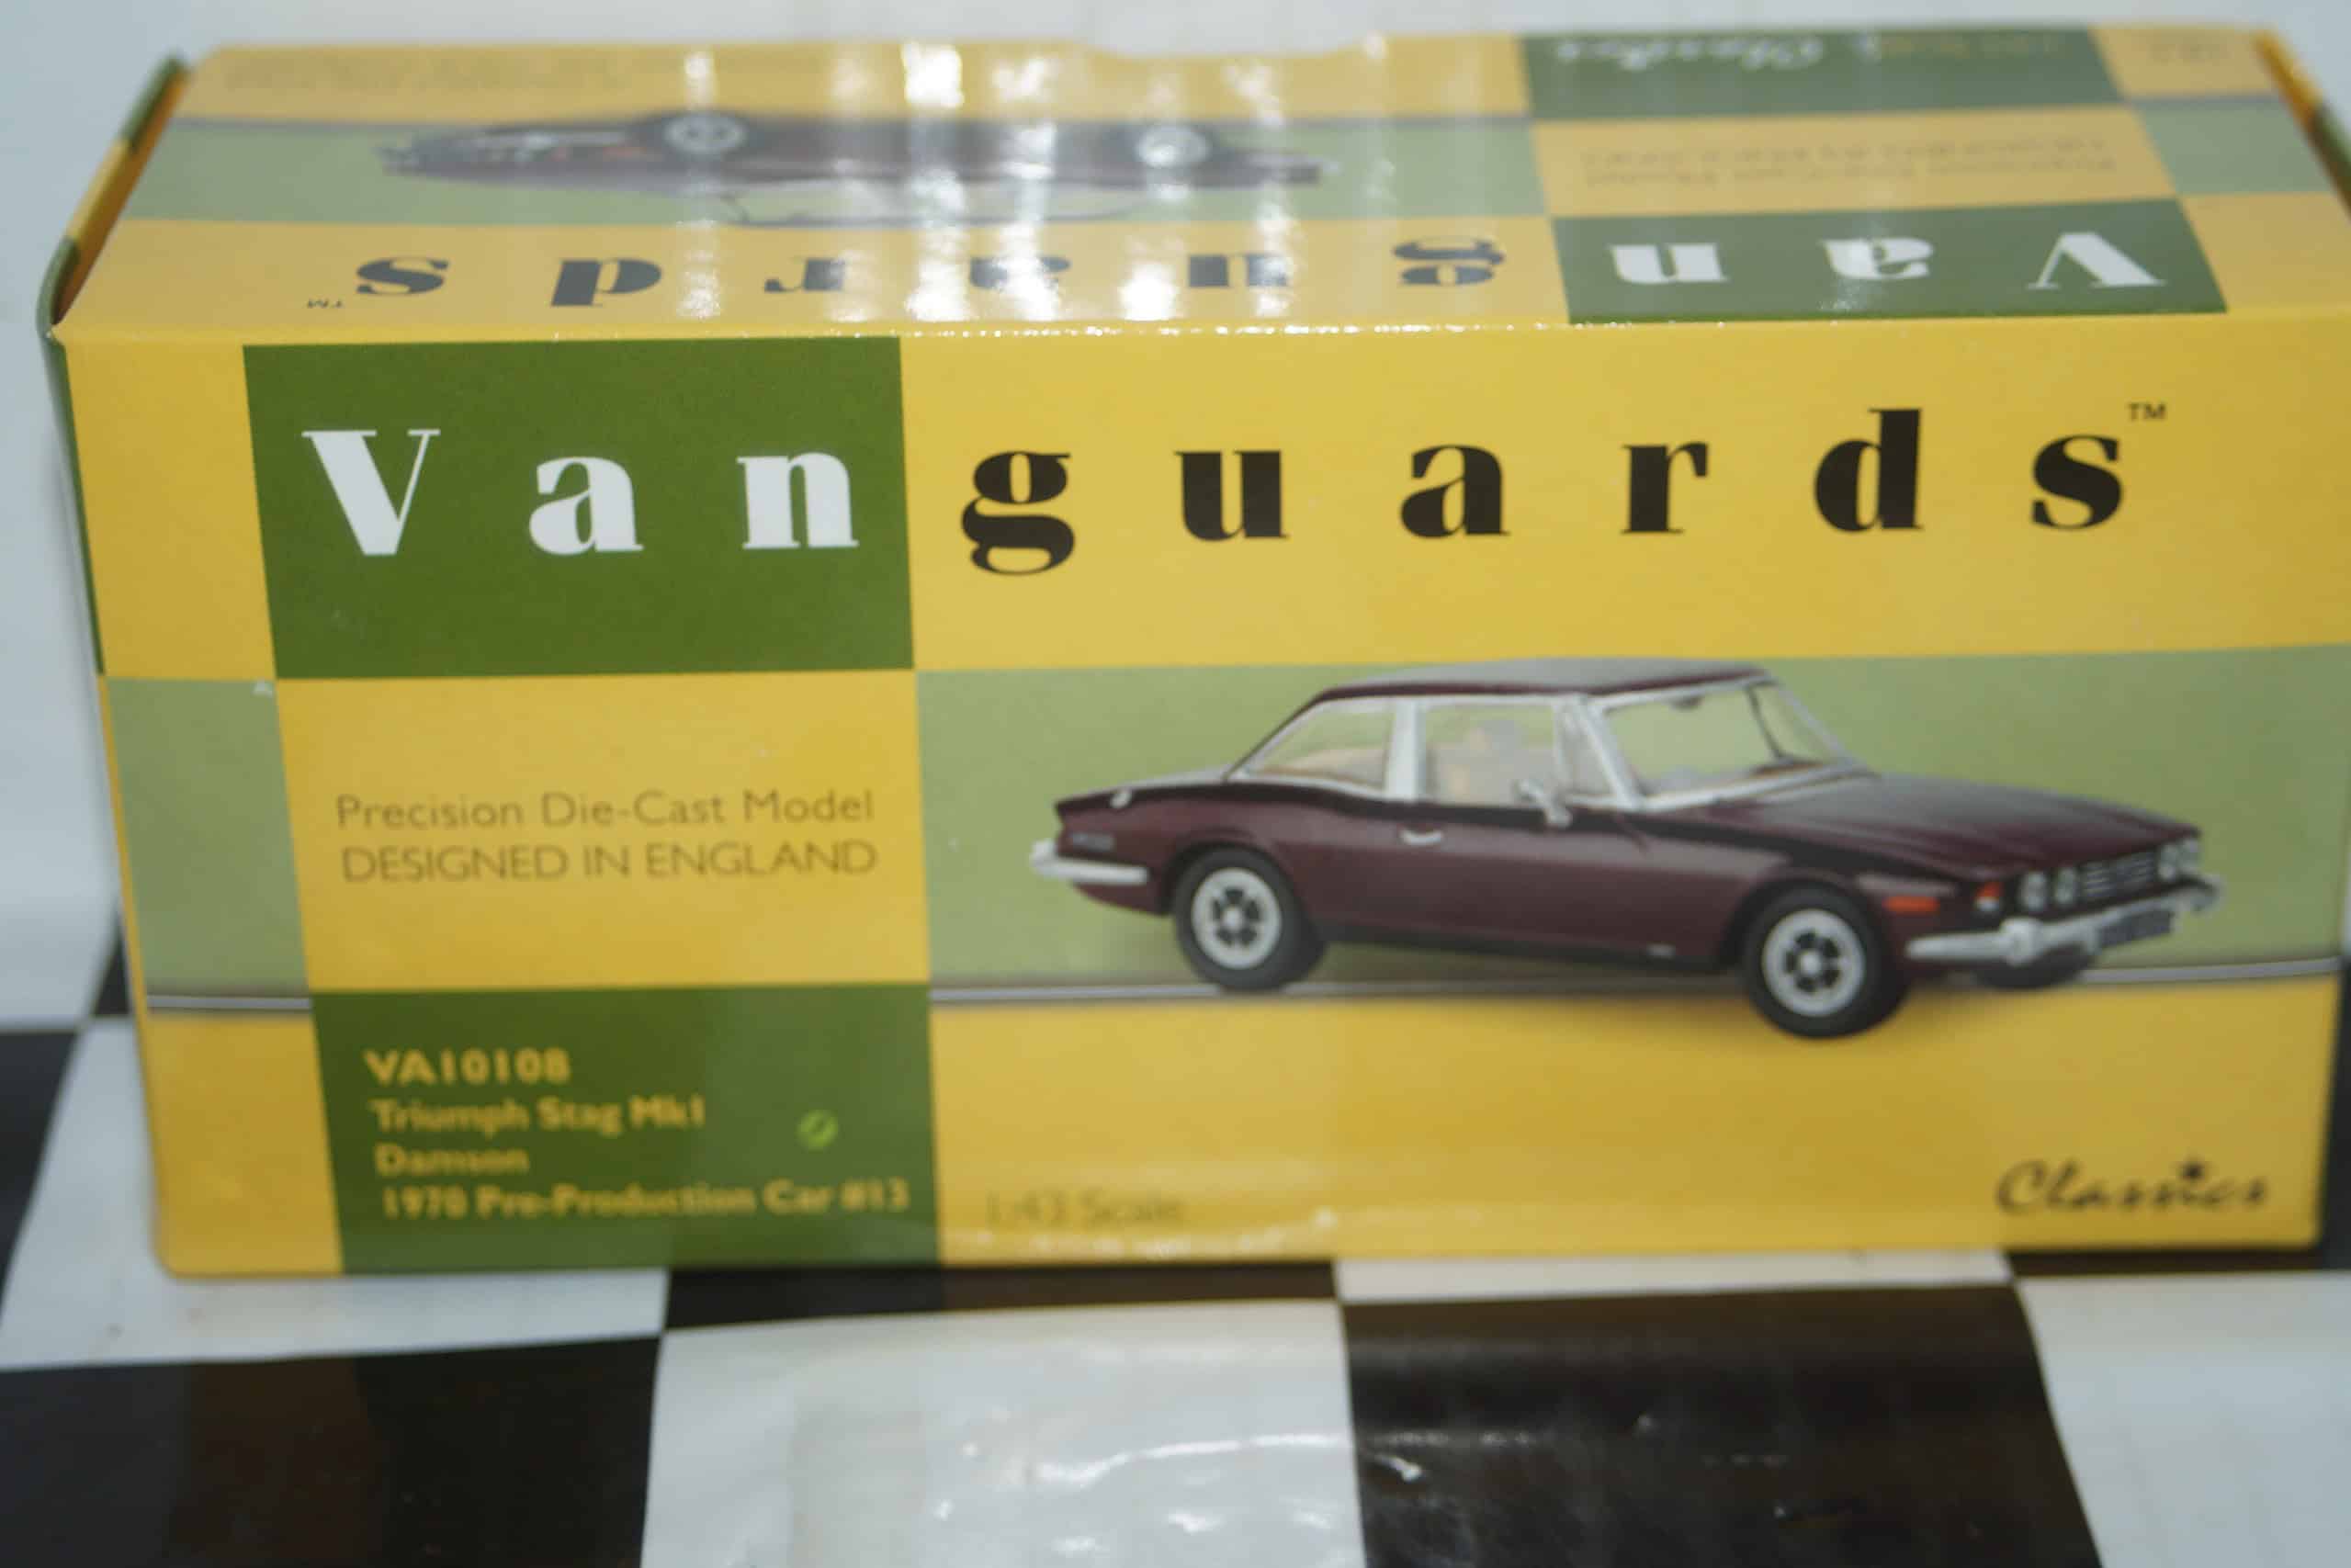 Vanguards™
Vanguards™
Precision Die-Cast Model
DESIGNED IN ENGLAND
VA10108
Triumph Stag Mk1
Damson
1970 Pre-Production Car #13
1:43 Scale
Classics